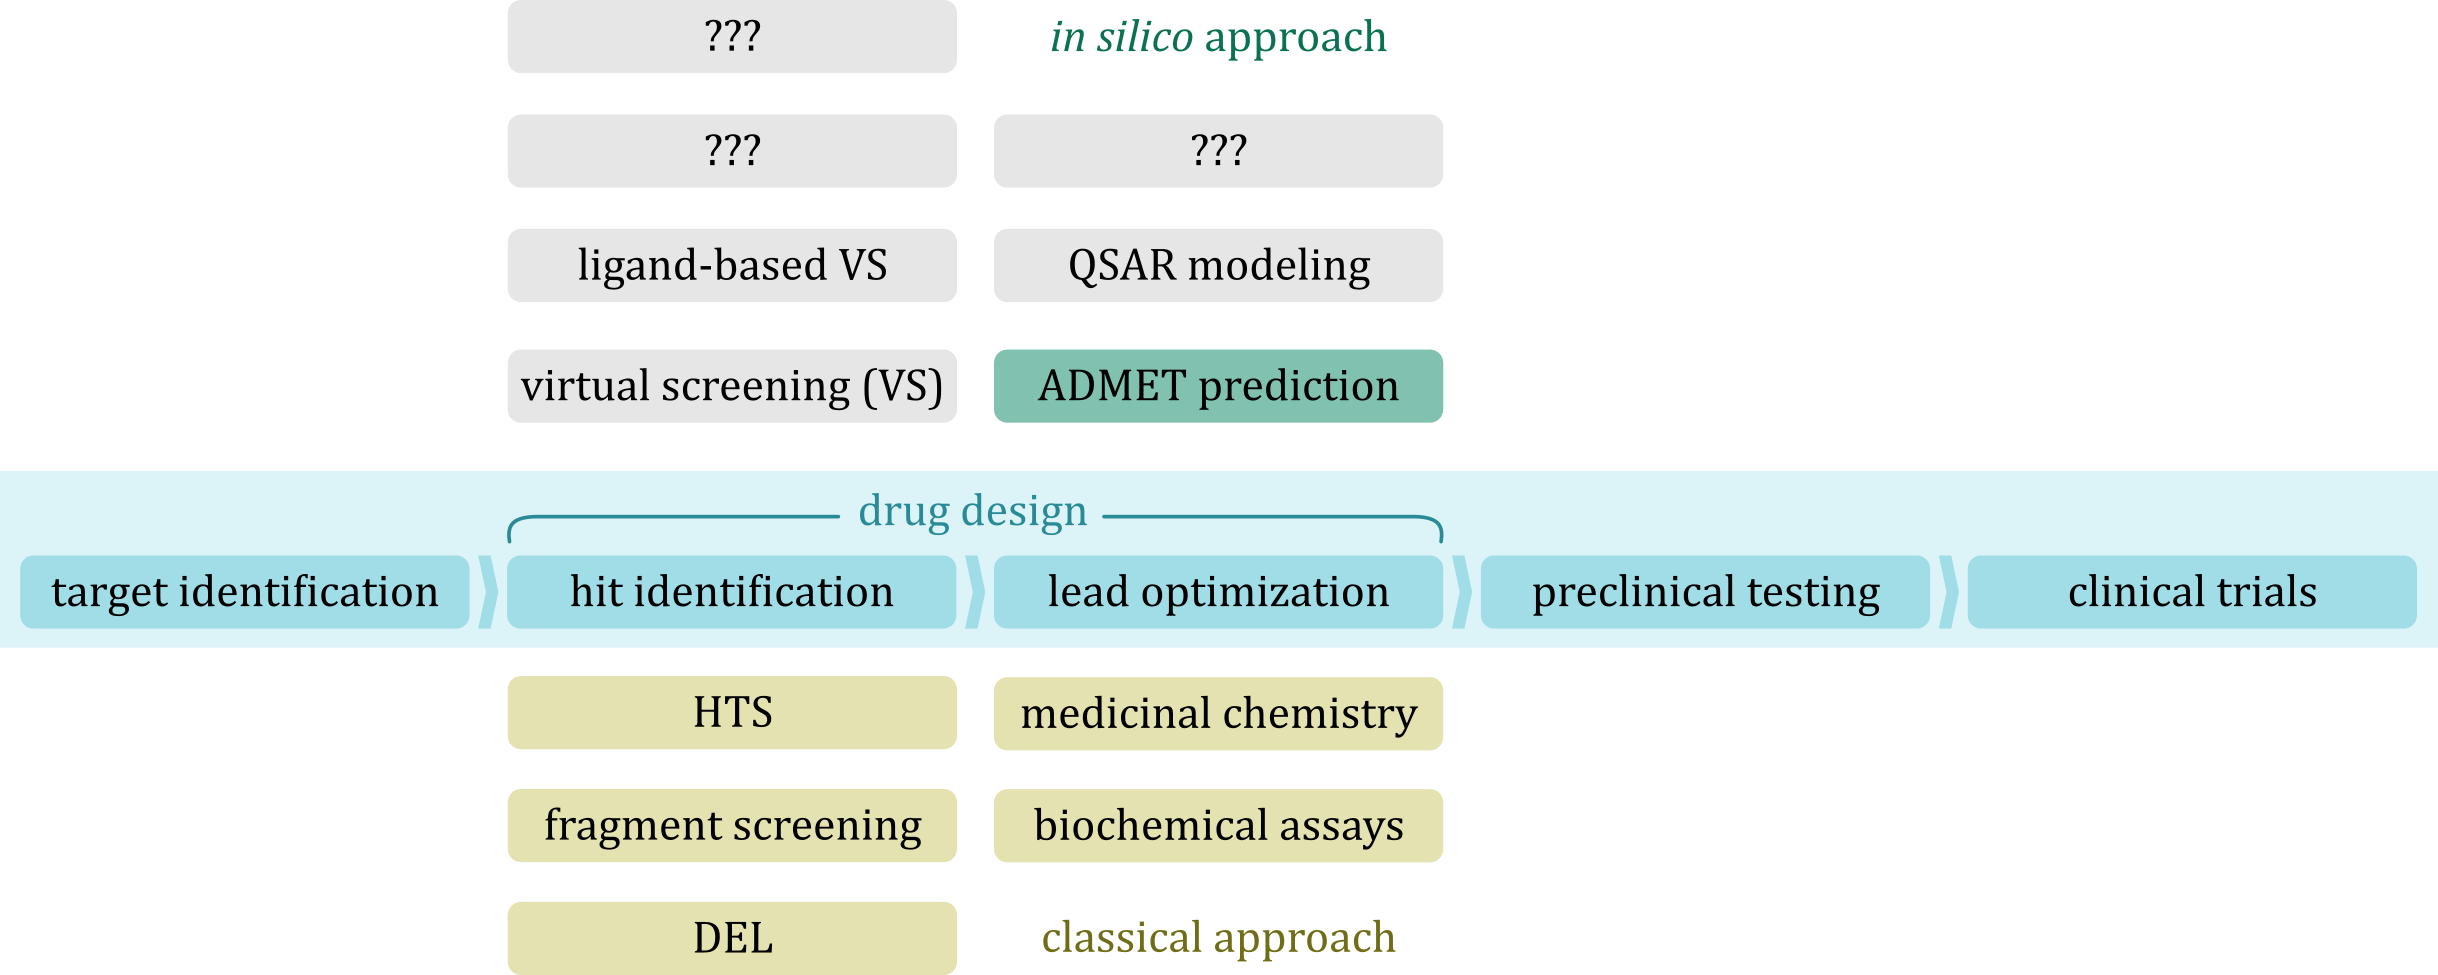 ???
in silico approach
???
???
ligand-based VS
QSAR modeling
virtual screening (VS)
ADMET prediction
drug design
target identification
hit identification
lead optimization
preclinical testing
clinical trials
HTS
medicinal chemistry
fragment screening
biochemical assays
DEL
classical approach